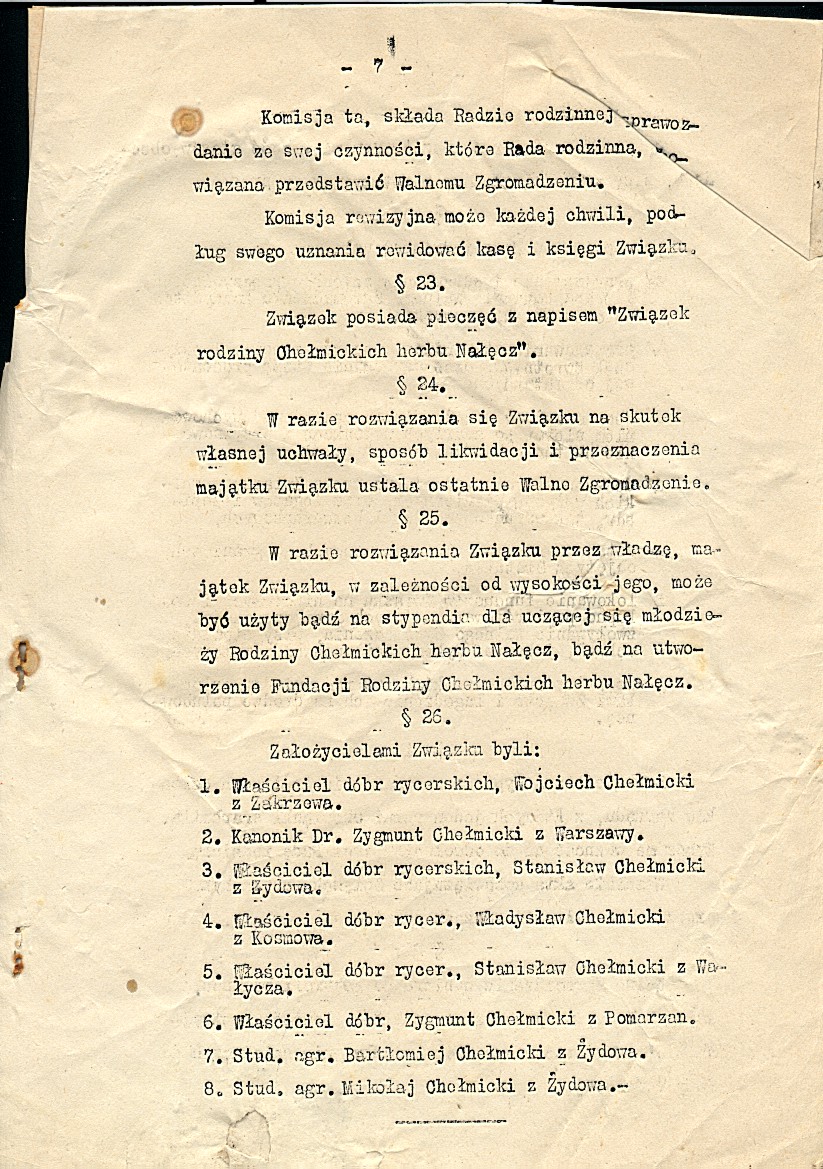 - 7 -
Komisja ta, składa Radzie rodzinnej sprawoz-
danie ze swej czynności, które Rada rodzinna,
wiązana przedstawić Walnemu Zgromadzeniu.
Komisja rewizyjna może każdej chwili, pod-
ług swego uznania rewidować kasę i księgi Związku.
§ 23.
Związek posiada pieczęć z napisem "Związek
rodziny Chełmickich herbu Nałęcz".
§ 24.
W razie rozwiązania się Związku na skutek
własnej uchwały, sposób likwidacji i przeznaczenia
majątku Związku ustala ostatnie Walne Zgromadzenie.
§ 25.
W razie rozwiązania Związku przez władzę, ma-
jątek Związku, w zależności od wysokości jego, może
być użyty bądź na stypendia dla uczącej się młodzie-
ży Rodziny Chełmickich herbu Nałęcz, bądź na utwo-
rzenie Fundacji Rodziny Chełmickich herbu Nałęcz.
§ 26.
Założycielami Związku byli:
1. Właściciel dóbr rycerskich, Wojciech Chełmicki
z Zakrzewa.
2. Kanonik Dr. Zygmunt Chełmicki z Warszawy.
3. Właściciel dóbr rycerskich, Stanisław Chełmicki
z Żydowa.
4. Właściciel dóbr rycer., Władysław Chełmicki
z Kosmowa.
5. Właściciel dóbr rycer., Stanisław Chełmicki z Wa-
łycza.
6. Właściciel dóbr, Zygmunt Chełmicki z Pomarzan.
7. Stud. agr. Bartłomiej Chełmicki z Żydowa.
8. Stud. agr. Mikołaj Chełmicki z Żydowa.-